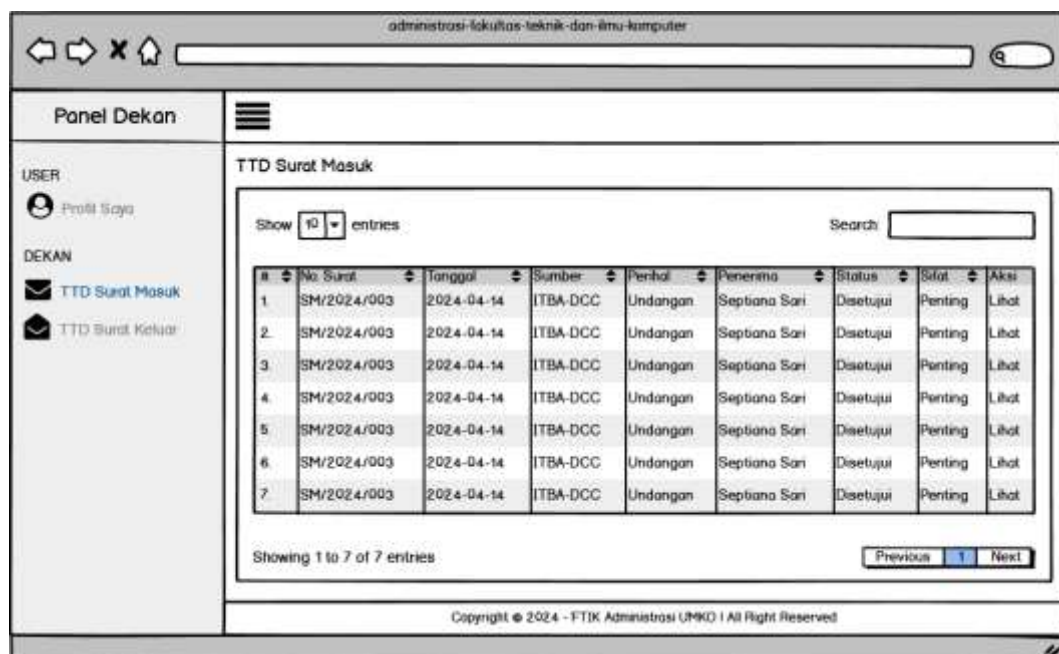 administrasi-fakultas-teknik-dan-ilmu-komputer
Panel Dekan
USER
Profil Saya
DEKAN
TTD Surat Masuk
TTD Surat Keluar
TTD Surat Masuk
Show 10 entries
Search:
# No. Surat Tanggal Sumber Perihal Penerima Status Sifat Aksi
1. SM/2024/003 2024-04-14 ITBA-DCC Undangan Septiana Sari Disetujui Penting Lihat
2. SM/2024/003 2024-04-14 ITBA-DCC Undangan Septiana Sari Disetujui Penting Lihat
3. SM/2024/003 2024-04-14 ITBA-DCC Undangan Septiana Sari Disetujui Penting Lihat
4. SM/2024/003 2024-04-14 ITBA-DCC Undangan Septiana Sari Disetujui Penting Lihat
5. SM/2024/003 2024-04-14 ITBA-DCC Undangan Septiana Sari Disetujui Penting Lihat
6. SM/2024/003 2024-04-14 ITBA-DCC Undangan Septiana Sari Disetujui Penting Lihat
7. SM/2024/003 2024-04-14 ITBA-DCC Undangan Septiana Sari Disetujui Penting Lihat
Showing 1 to 7 of 7 entries
Previous 1 Next
Copyright © 2024 - FTIK Administrasi UMKO | All Right Reserved